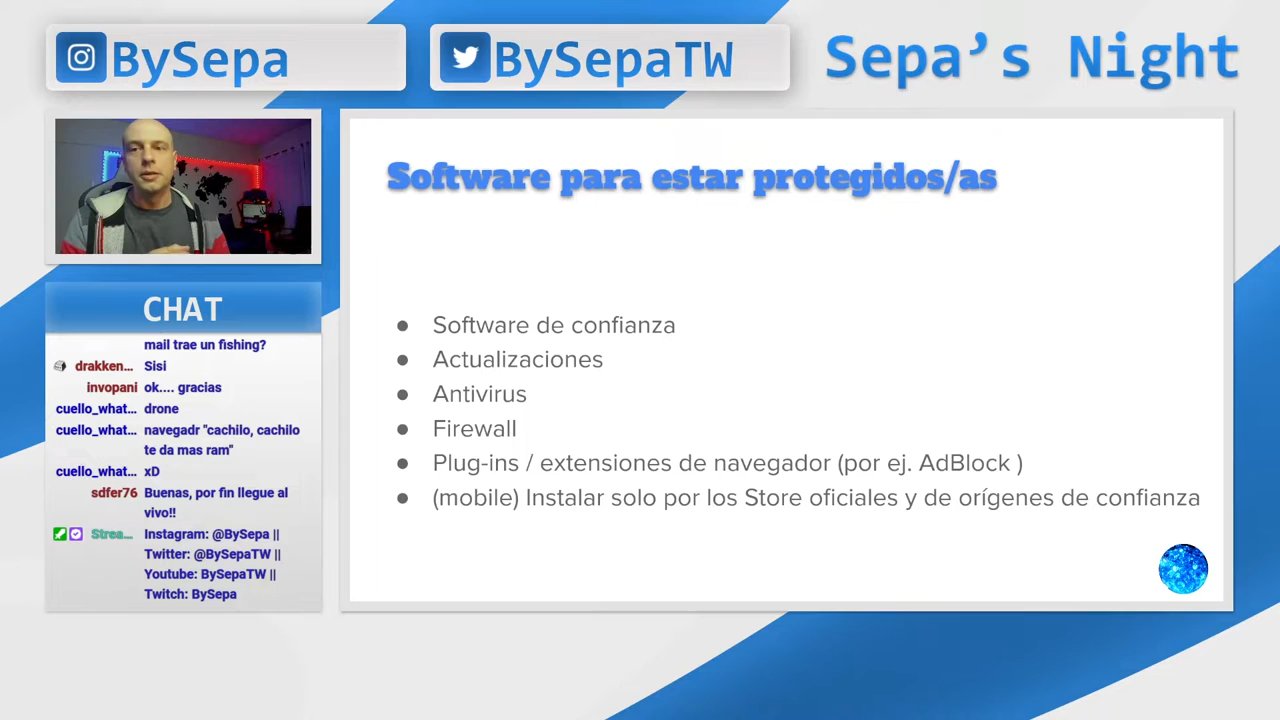 BySepa
BySepaTW
Sepa's Night
Software para estar protegidos/as
Software de confianza
Actualizaciones
Antivirus
Firewall
Plug-ins / extensiones de navegador (por ej. AdBlock )
(mobile) Instalar solo por los Store oficiales y de orígenes de confianza
CHAT
mail trae un fishing?
drakken... Sisi
invopani ok.... gracias
cuello_what... drone
cuello_what... navegadr "cachilo, cachilo
te da mas ram"
cuello_what... xD
sdfer76 Buenas, por fin llegue al
vivo!!
Strea... Instagram: @BySepa ||
Twitter: @BySepaTW ||
Youtube: BySepaTW ||
Twitch: BySepa